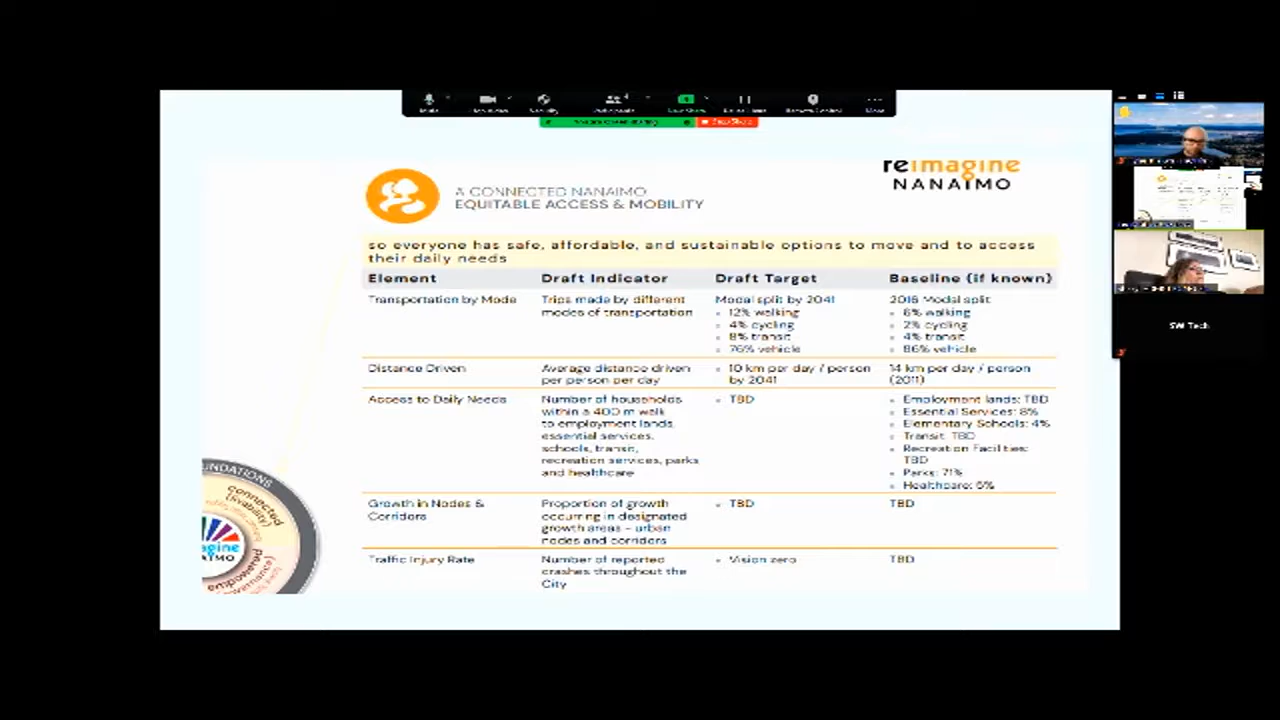 reimagine
NANAIMO
A CONNECTED NANAIMO
EQUITABLE ACCESS & MOBILITY
so everyone has safe, affordable, and sustainable options to move and to access
their daily needs
Element Draft Indicator Draft Target Baseline (if known)
Transportation by Mode
Trips made by different
modes of transportation
Modal split by 2041
12% walking
4% cycling
8% transit
76% vehicle
2016 Modal split
6% walking
2% cycling
4% transit
86% vehicle
Distance Driven
Average distance driven
per person per day
10 km per day / person
by 2041
14 km per day / person
(2011)
Access to Daily Needs
Number of households
within a 400 m walk
to employment lands,
essential services,
schools, transit,
recreation services, parks
and healthcare
TBD
Employment lands: TBD
Essential Services: 8%
Elementary Schools: 4%
Transit: TBD
Recreation Facilities:
TBD
Parks: 71%
Healthcare: 6%
Growth in Nodes &
Corridors
Proportion of growth
occurring in designated
growth areas – urban
nodes and corridors
TBD
TBD
Traffic Injury Rate
Number of reported
crashes throughout the
City
Vision zero
TBD
UNDATIONS
connected
(livability)
agine
AIMO
empowered
SW Tech